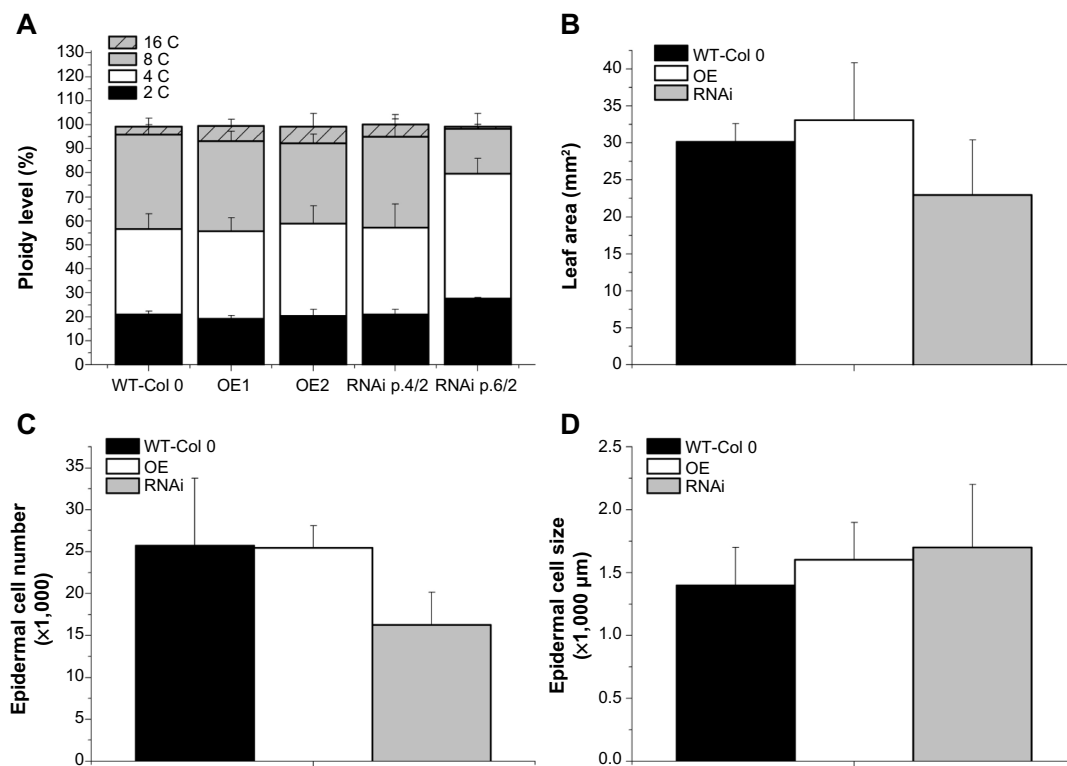 A
16 C
8 C
4 C
2 C
130
120
110
100
90
80
70
60
50
40
30
20
10
0
Ploidy level (%)
WT-Col 0 OE1 OE2 RNAi p.4/2 RNAi p.6/2
B
WT-Col 0
OE
RNAi
40
35
30
25
20
15
10
5
0
Leaf area (mm²)
C
WT-Col 0
OE
RNAi
35
30
25
20
15
10
5
0
Epidermal cell number
(×1,000)
D
WT-Col 0
OE
RNAi
2.5
2.0
1.5
1.0
0.5
0.0
Epidermal cell size
(×1,000 µm)